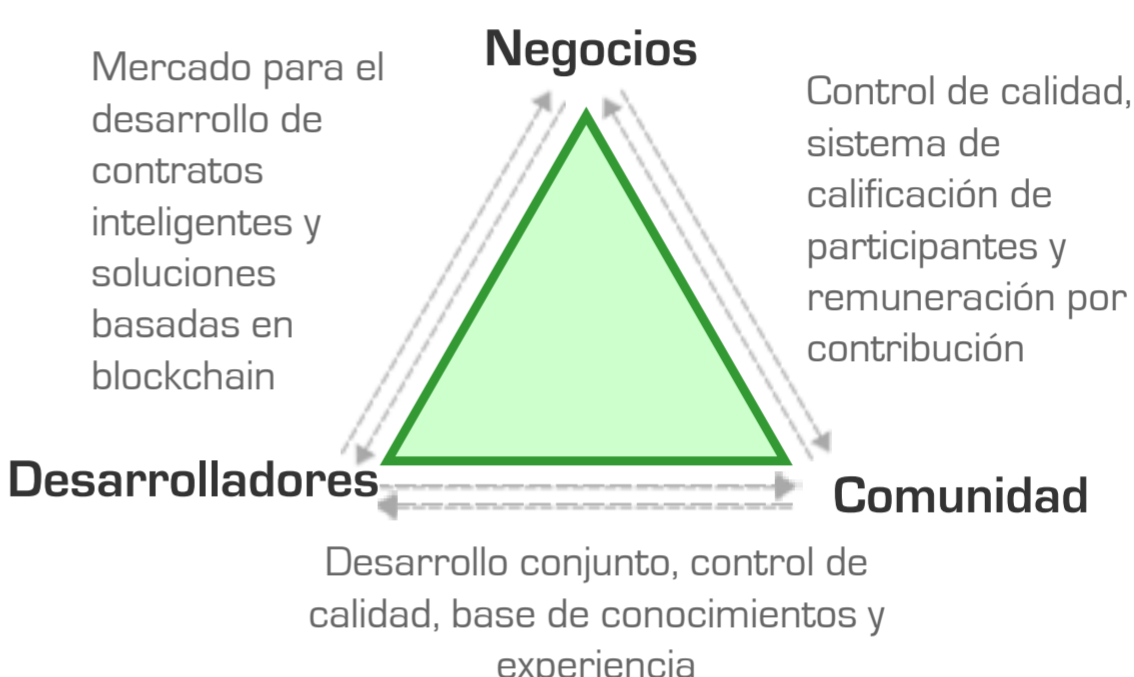 Negocios
Mercado para el
desarrollo de
contratos
inteligentes y
soluciones
basadas en
blockchain
Control de calidad,
sistema de
calificación de
participantes y
remuneración por
contribución
Desarrolladores
Comunidad
Desarrollo conjunto, control de
calidad, base de conocimientos y
experiencia